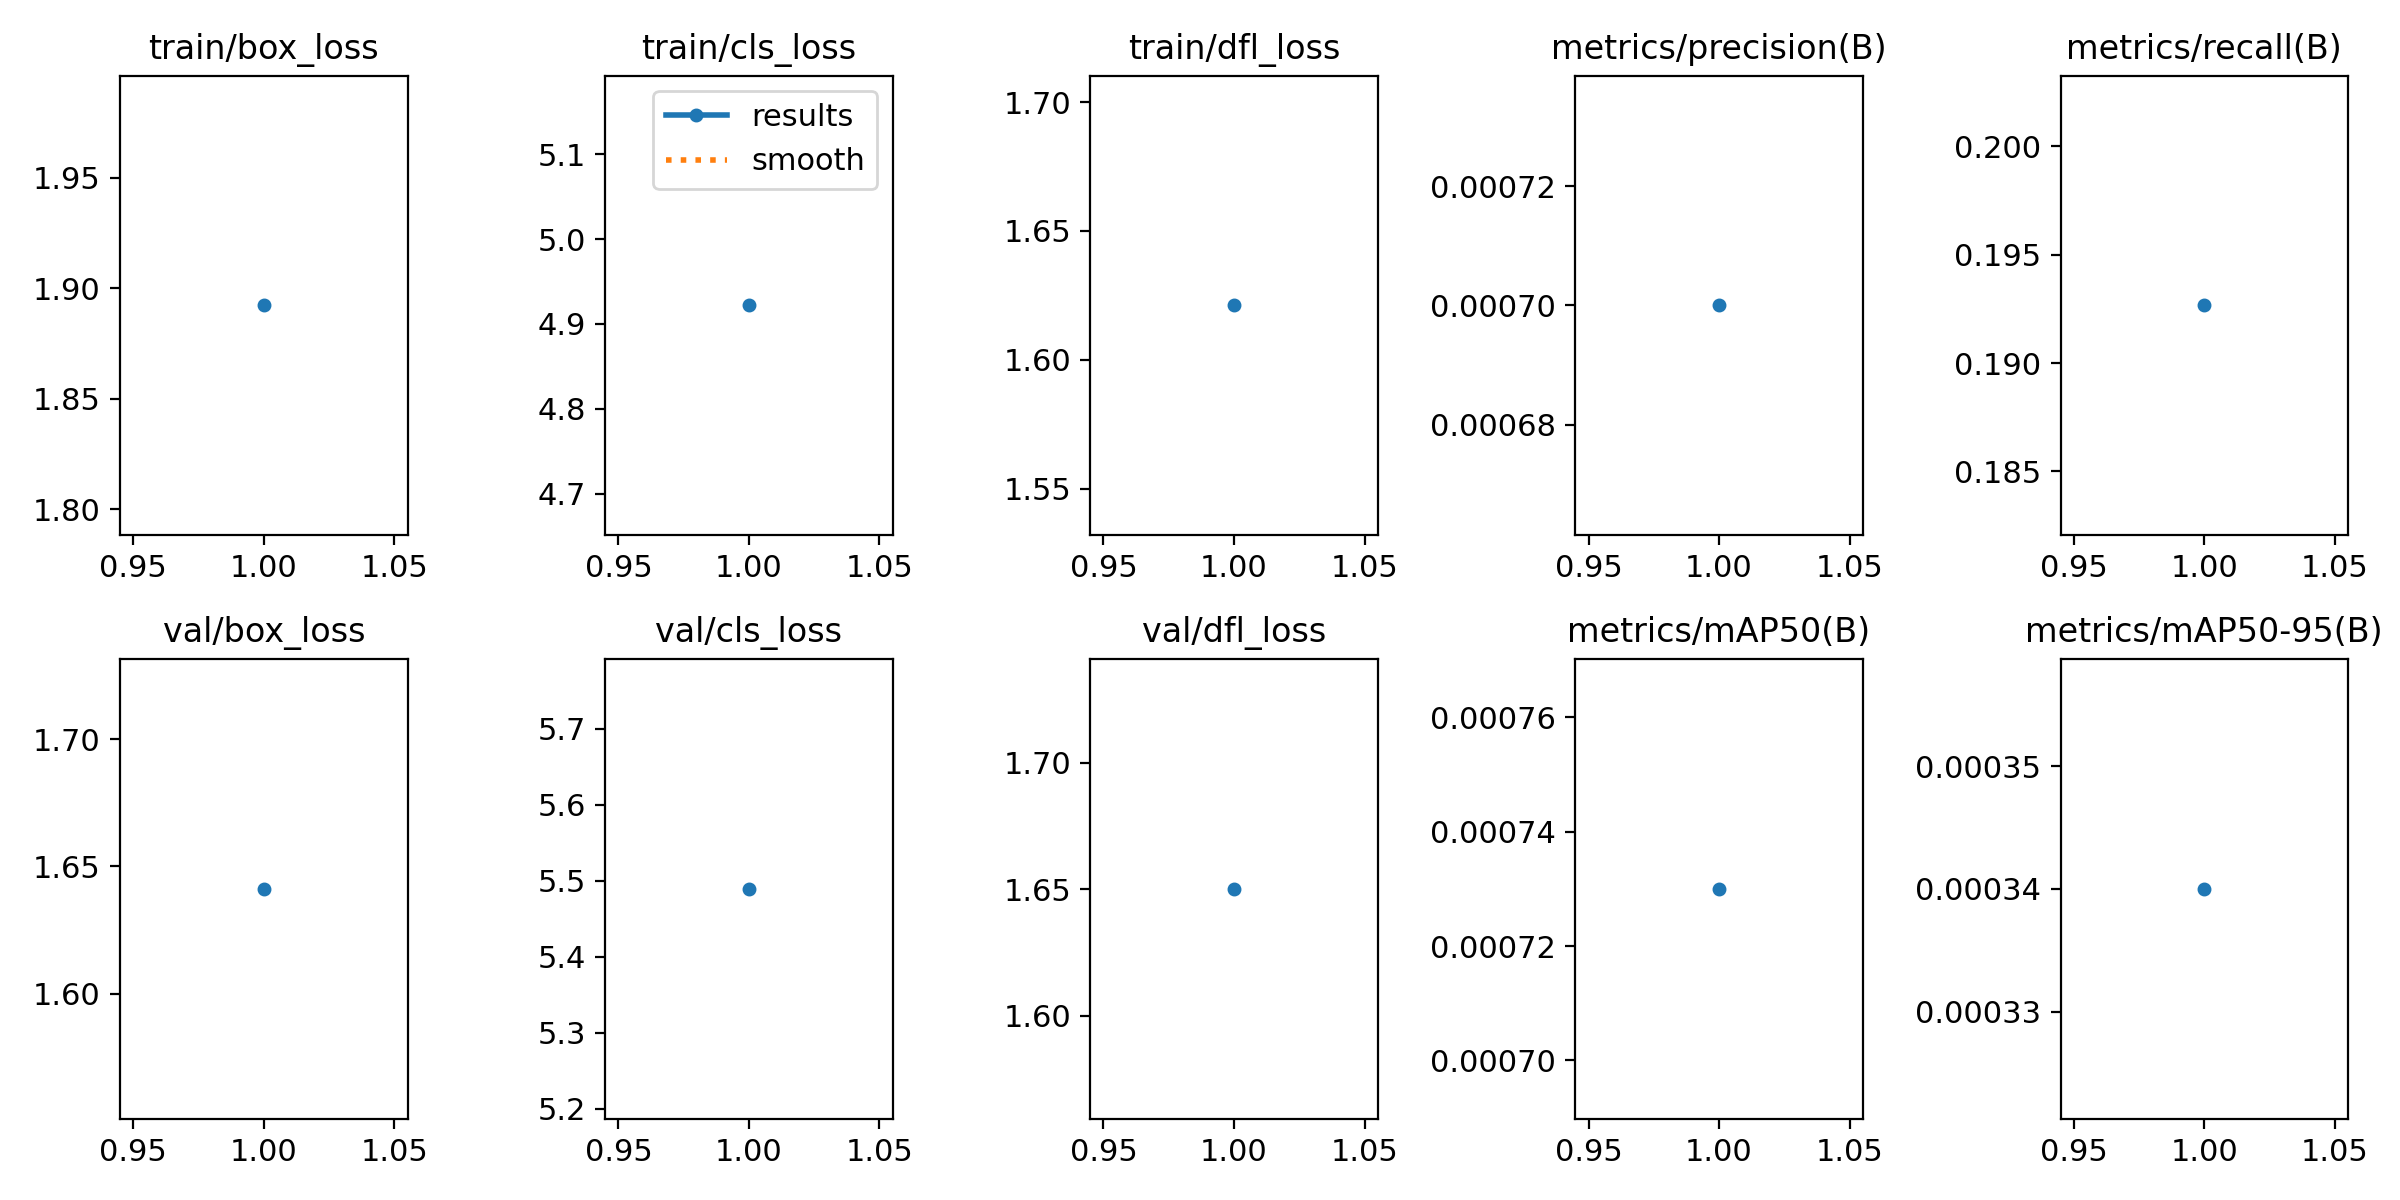 train/box_loss
1.95
1.90
1.85
1.80
0.95 1.00 1.05
train/cls_loss
results
smooth
5.1
5.0
4.9
4.8
4.7
0.95 1.00 1.05
train/dfl_loss
1.70
1.65
1.60
1.55
0.95 1.00 1.05
metrics/precision(B)
0.00072
0.00070
0.00068
0.95 1.00 1.05
metrics/recall(B)
0.200
0.195
0.190
0.185
0.95 1.00 1.05
val/box_loss
1.70
1.65
1.60
0.95 1.00 1.05
val/cls_loss
5.7
5.6
5.5
5.4
5.3
5.2
0.95 1.00 1.05
val/dfl_loss
1.70
1.65
1.60
0.95 1.00 1.05
metrics/mAP50(B)
0.00076
0.00074
0.00072
0.00070
0.95 1.00 1.05
metrics/mAP50-95(B)
0.00035
0.00034
0.00033
0.95 1.00 1.05